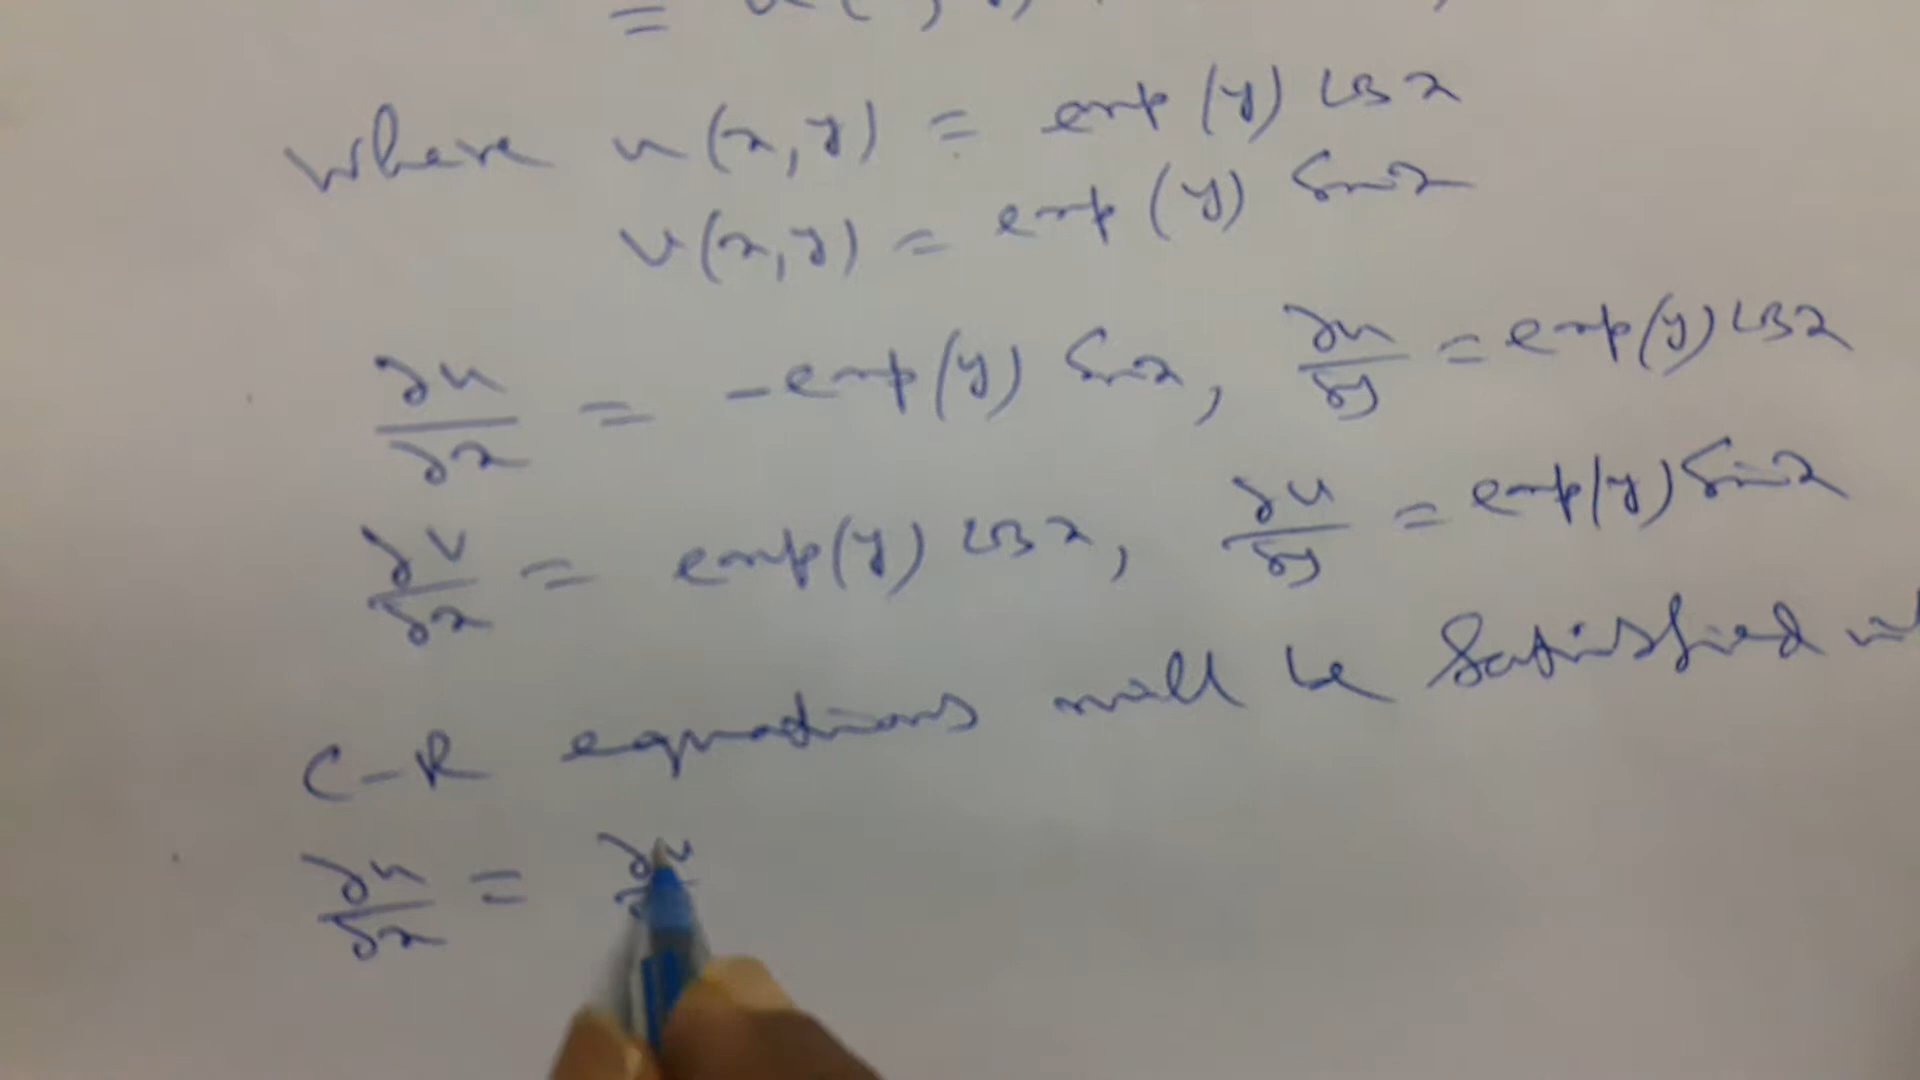 where u(x,y) = exp(y) cos x
v(x,y) = exp(y) sin x
∂u/∂x = -exp(y) sin x, ∂u/∂y = exp(y) cos x
∂v/∂x = exp(y) cos x, ∂v/∂y = exp(y) sin x
C-R equations will be satisfied
∂u/∂x =